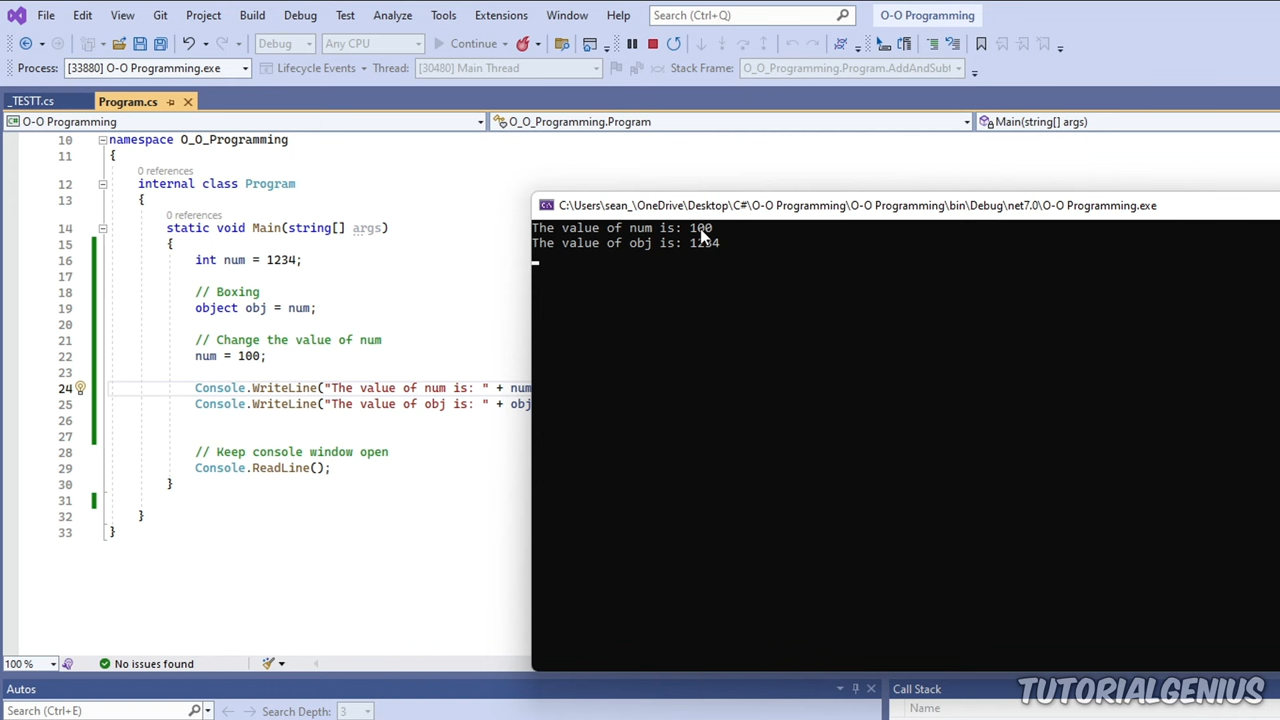 File Edit View Git Project Build Debug Test Analyze Tools Extensions Window Help Search (Ctrl+Q) O-O Programming
Debug Any CPU Continue
Process: [33880] O-O Programming.exe Lifecycle Events Thread: [30480] Main Thread Stack Frame: O_O_Programming.Program.AddAndSubt
_TESTT.cs Program.cs
O-O Programming O_O_Programming.Program Main(string[] args)
10 namespace O_O_Programming
11 {
0 references
12 internal class Program
13 {
0 references
14 static void Main(string[] args)
15 {
16 int num = 1234;
17
18 // Boxing
19 object obj = num;
20
21 // Change the value of num
22 num = 100;
23
24 Console.WriteLine("The value of num is: " + num
25 Console.WriteLine("The value of obj is: " + obj
26
27
28 // Keep console window open
29 Console.ReadLine();
30 }
31
32 }
33 }
C:\Users\sean_\OneDrive\Desktop\C#\O-O Programming\O-O Programming\bin\Debug\net7.0\O-O Programming.exe
The value of num is: 100
The value of obj is: 1234
100 % No issues found
Autos
Search (Ctrl+E) Search Depth: 3
Call Stack
Name
TUTORIALGENIUS